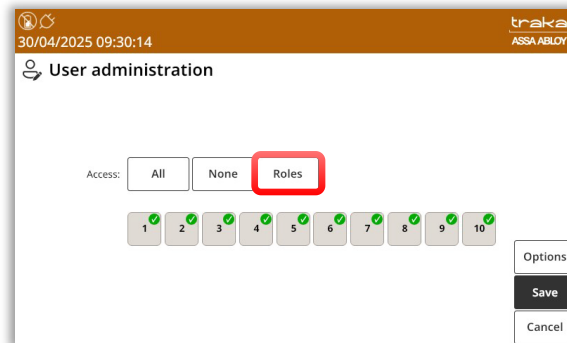 traka
30/04/2025 09:30:14
ASSA ABLOY
User administration
Access: All None Roles
1 2 3 4 5 6 7 8 9 10
Options
Save
Cancel